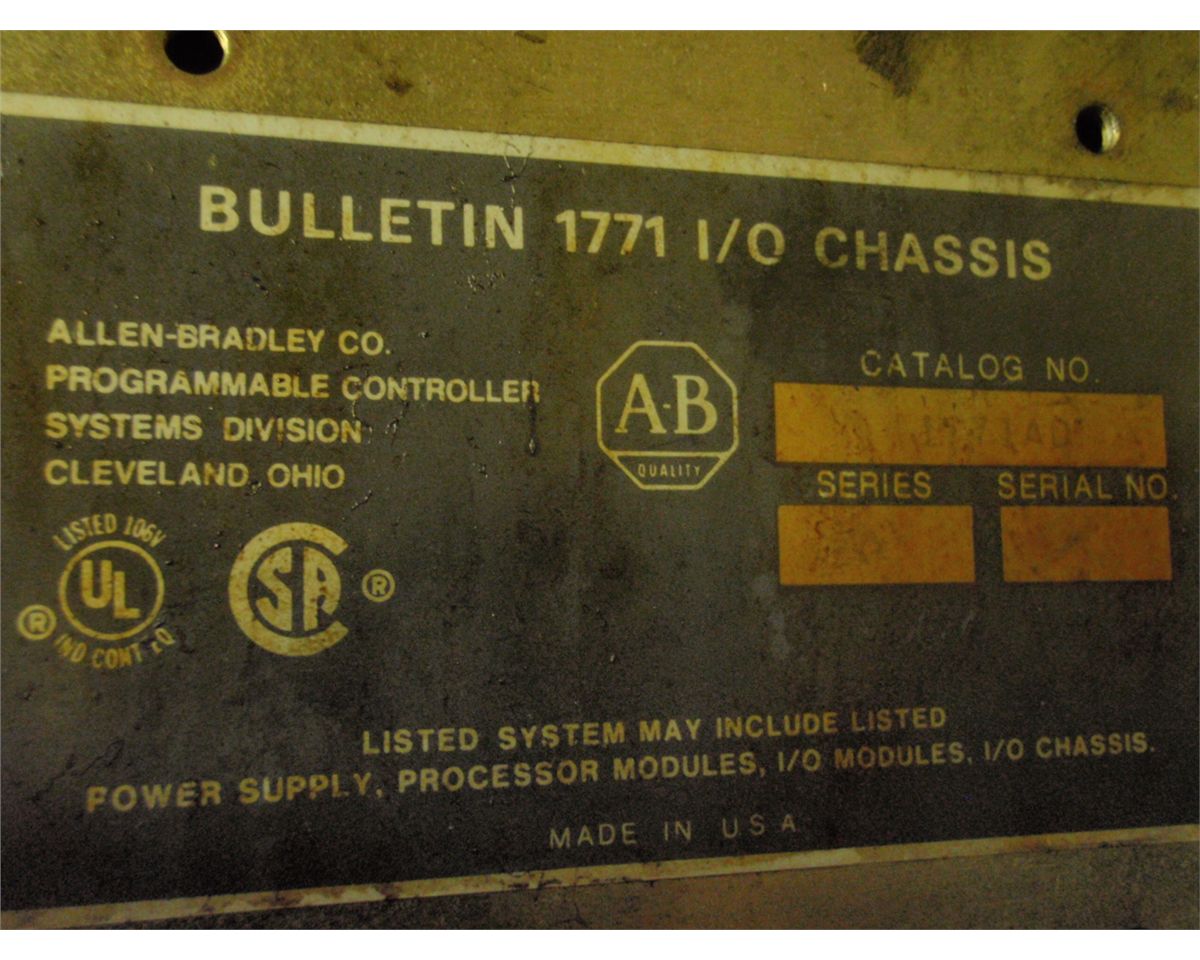 BULLETIN 1771 I/O CHASSIS
ALLEN-BRADLEY CO.
PROGRAMMABLE CONTROLLER
SYSTEMS DIVISION
CLEVELAND, OHIO
A-B
QUALITY
CATALOG NO.
1771AD
SERIES SERIAL NO.
LISTED 106V
UL
®
IND CONT EQ
CSA ®
LISTED SYSTEM MAY INCLUDE LISTED
POWER SUPPLY, PROCESSOR MODULES, I/O MODULES, I/O CHASSIS.
MADE IN USA